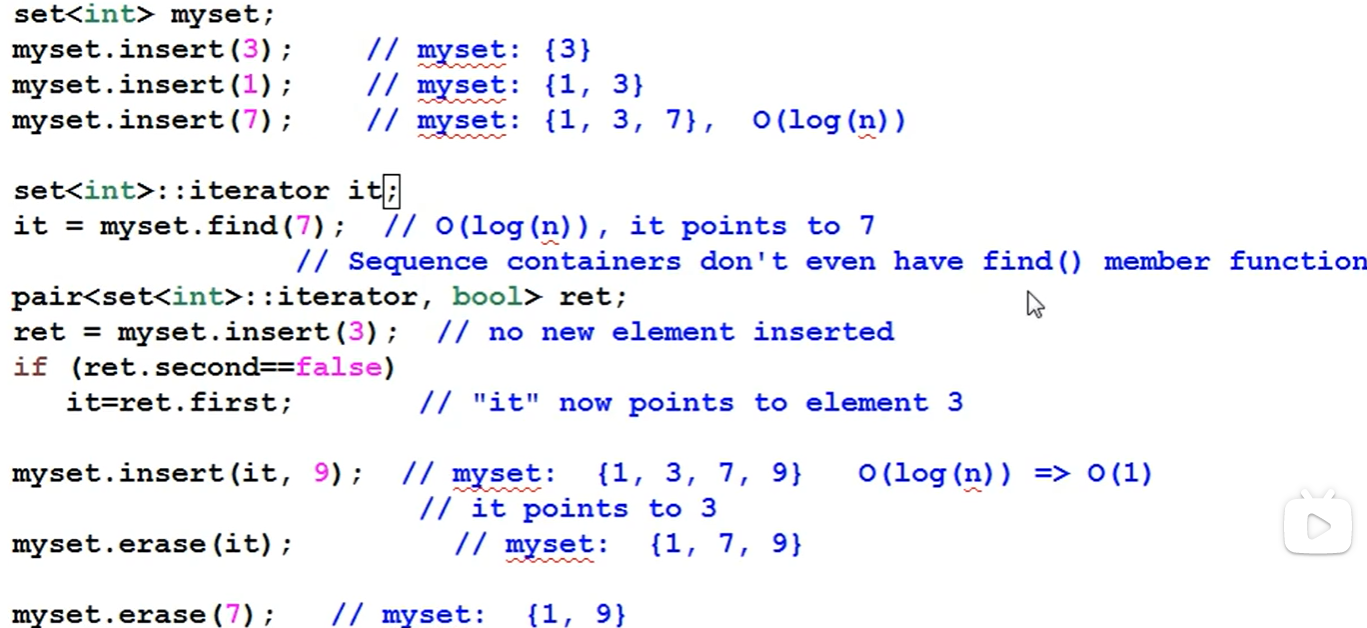 set<int> myset;
myset.insert(3);    // myset: {3}
myset.insert(1);    // myset: {1, 3}
myset.insert(7);    // myset: {1, 3, 7},  O(log(n))
set<int>::iterator it;
it = myset.find(7);  // O(log(n)), it points to 7
// Sequence containers don't even have find() member function
pair<set<int>::iterator, bool> ret;
ret = myset.insert(3);  // no new element inserted
if (ret.second==false)
it=ret.first;       // "it" now points to element 3
myset.insert(it, 9);  // myset:  {1, 3, 7, 9}   O(log(n)) => O(1)
// it points to 3
myset.erase(it);         // myset:  {1, 7, 9}
myset.erase(7);   // myset:  {1, 9}